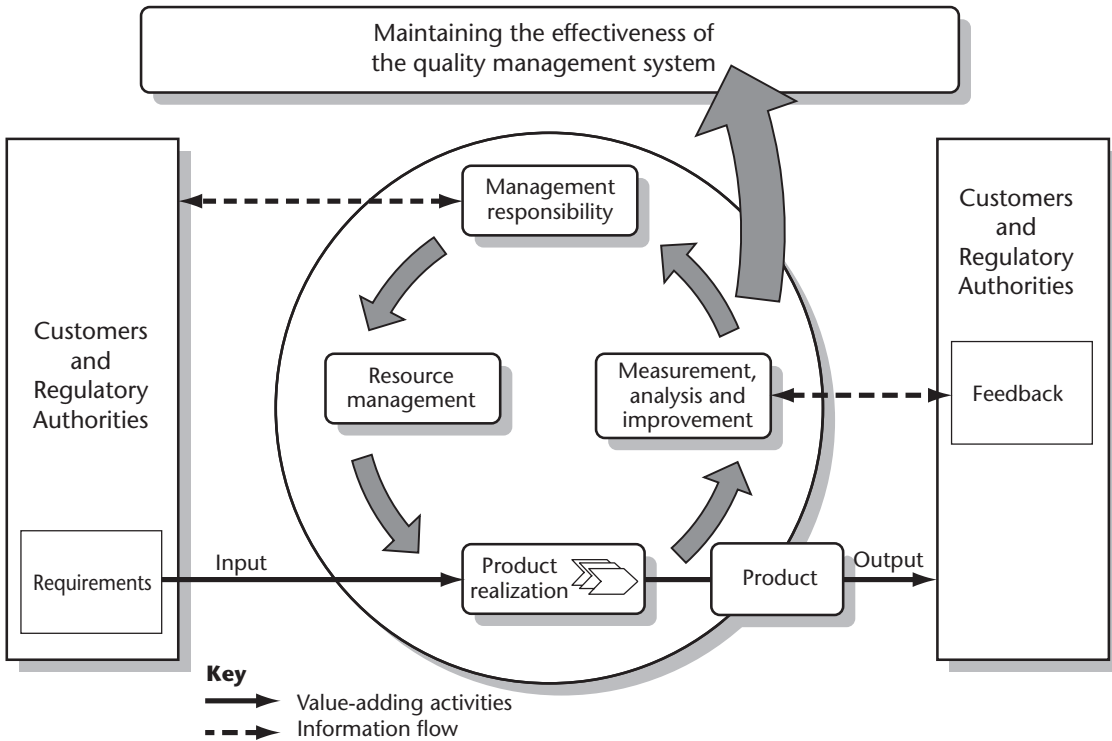 Maintaining the effectiveness of
the quality management system
Customers
and
Regulatory
Authorities
Requirements
Input
Management
responsibility
Resource
management
Measurement,
analysis and
improvement
Product
realization
Product
Output
Customers
and
Regulatory
Authorities
Feedback
Key
Value-adding activities
Information flow